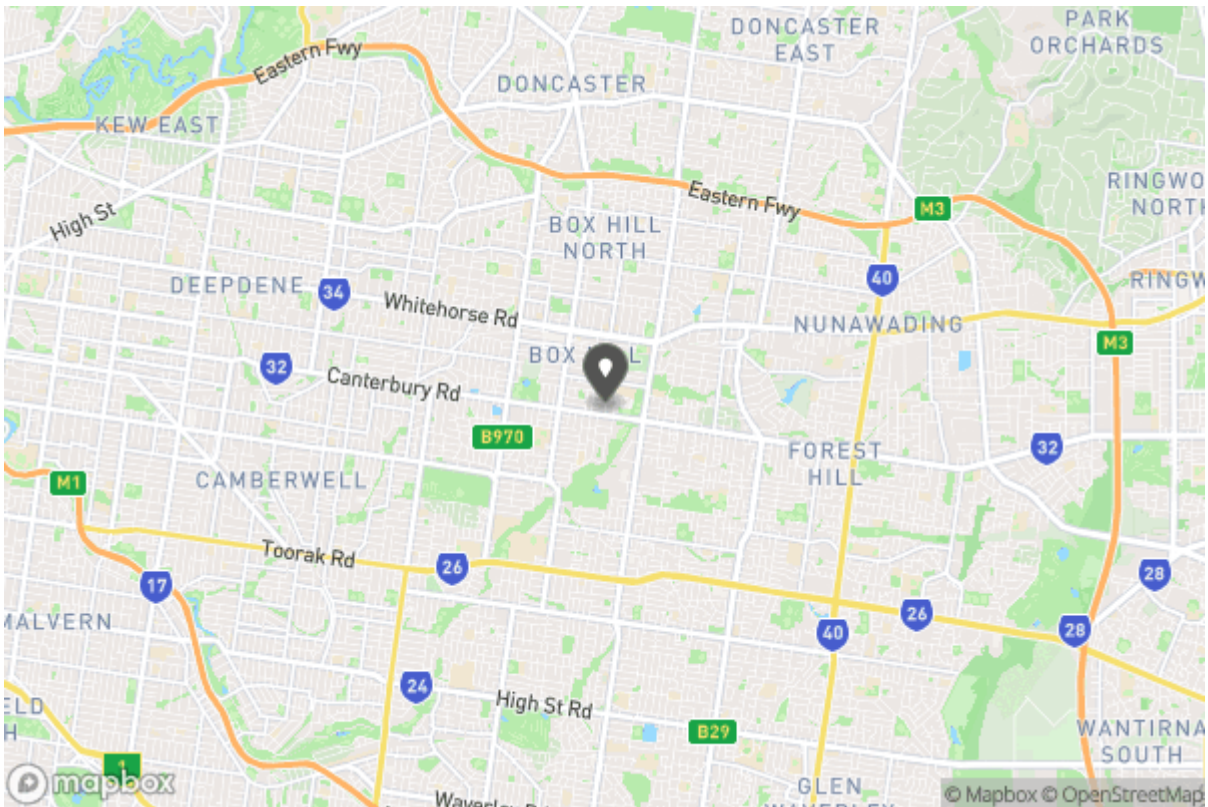 DONCASTER
EAST
PARK
ORCHARDS
Eastern Fwy
DONCASTER
KEW EAST
RINGWO
NORTH
Eastern Fwy
M3
High St
BOX HILL
NORTH
DEEPDENE
34
40
RINGW
Whitehorse Rd
NUNAWADING
M3
BOX
L
32
Canterbury Rd
B970
FOREST
HILL
32
M1
CAMBERWELL
Toorak Rd
26
17
28
MALVERN
26
40
28
24
High St Rd
B29
ELD
H
WANTIRNA
SOUTH
1
mapbox
GLEN
Waverley
© Mapbox © OpenStreetMap